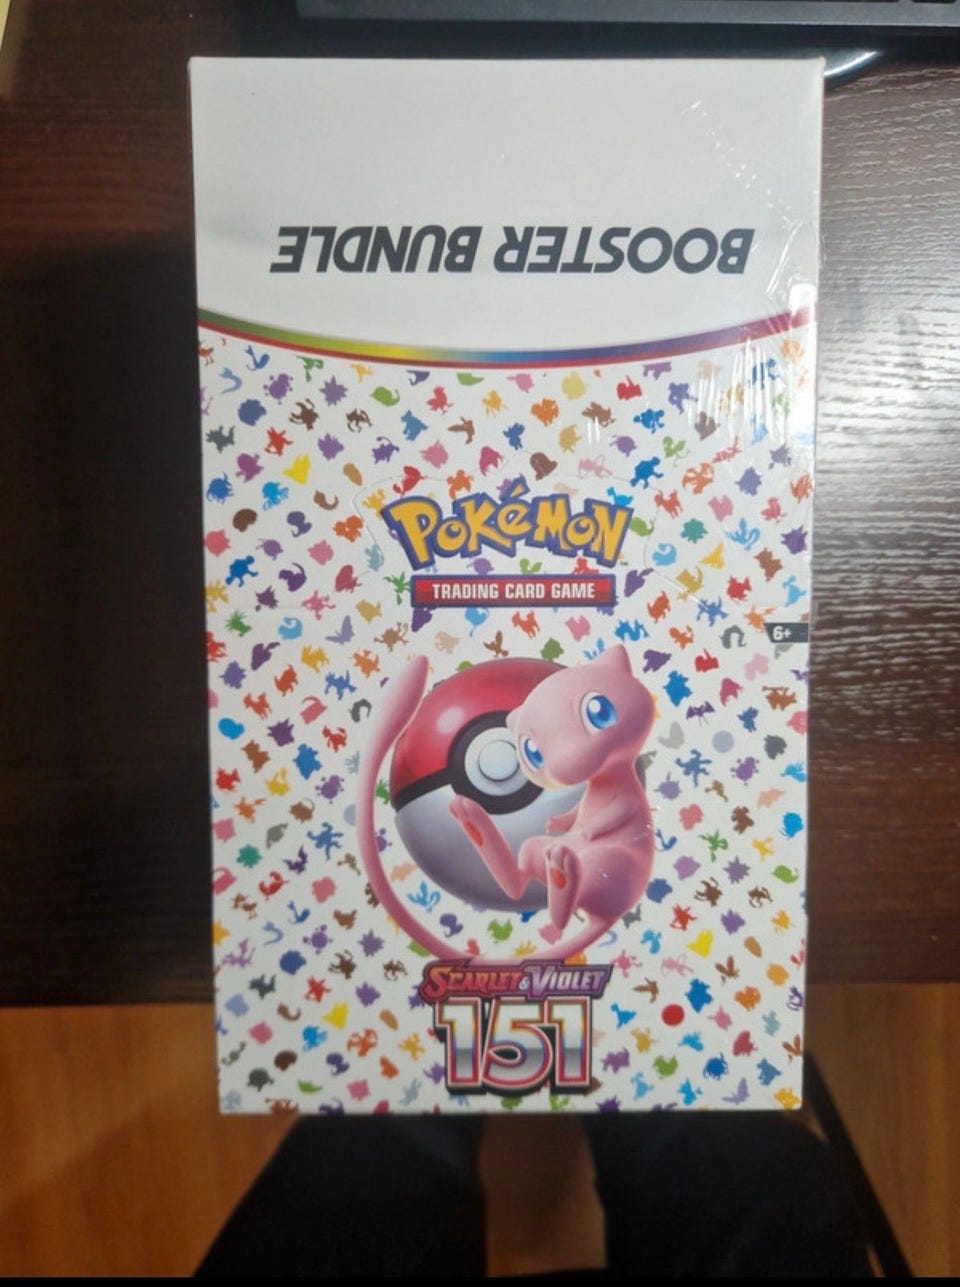 BOOSTER BUNDLE
POKéMON
TRADING CARD GAME
6+
SCARLET & VIOLET
151